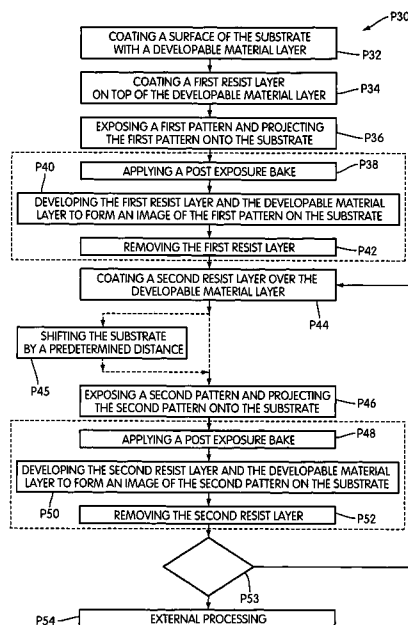 P30
COATING A SURFACE OF THE SUBSTRATE
WITH A DEVELOPABLE MATERIAL LAYER
P32
COATING A FIRST RESIST LAYER
ON TOP OF THE DEVELOPABLE MATERIAL LAYER
P34
EXPOSING A FIRST PATTERN AND PROJECTING
THE FIRST PATTERN ONTO THE SUBSTRATE
P36
P40
APPLYING A POST EXPOSURE BAKE
P38
DEVELOPING THE FIRST RESIST LAYER AND THE DEVELOPABLE MATERIAL
LAYER TO FORM AN IMAGE OF THE FIRST PATTERN ON THE SUBSTRATE
REMOVING THE FIRST RESIST LAYER
P42
COATING A SECOND RESIST LAYER OVER THE
DEVELOPABLE MATERIAL LAYER
P44
SHIFTING THE SUBSTRATE
BY A PREDETERMINED DISTANCE
P45
EXPOSING A SECOND PATTERN AND PROJECTING
THE SECOND PATTERN ONTO THE SUBSTRATE
P46
APPLYING A POST EXPOSURE BAKE
P48
DEVELOPING THE SECOND RESIST LAYER AND THE DEVELOPABLE MATERIAL
LAYER TO FORM AN IMAGE OF THE SECOND PATTERN ON THE SUBSTRATE
P50
REMOVING THE SECOND RESIST LAYER
P52
P53
P54
EXTERNAL PROCESSING